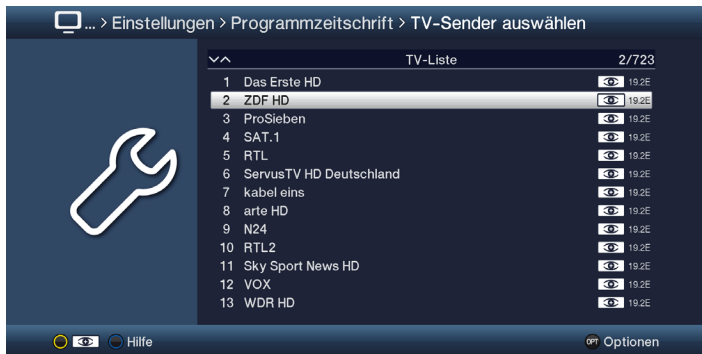 ... > Einstellungen > Programmzeitschrift > TV-Sender auswählen
TV-Liste 2/723
1 Das Erste HD 19.2E
2 ZDF HD 19.2E
3 ProSieben 19.2E
4 SAT.1 19.2E
5 RTL 19.2E
6 ServusTV HD Deutschland 19.2E
7 kabel eins 19.2E
8 arte HD 19.2E
9 N24 19.2E
10 RTL2 19.2E
11 Sky Sport News HD 19.2E
12 VOX 19.2E
13 WDR HD 19.2E
Hilfe OPT Optionen